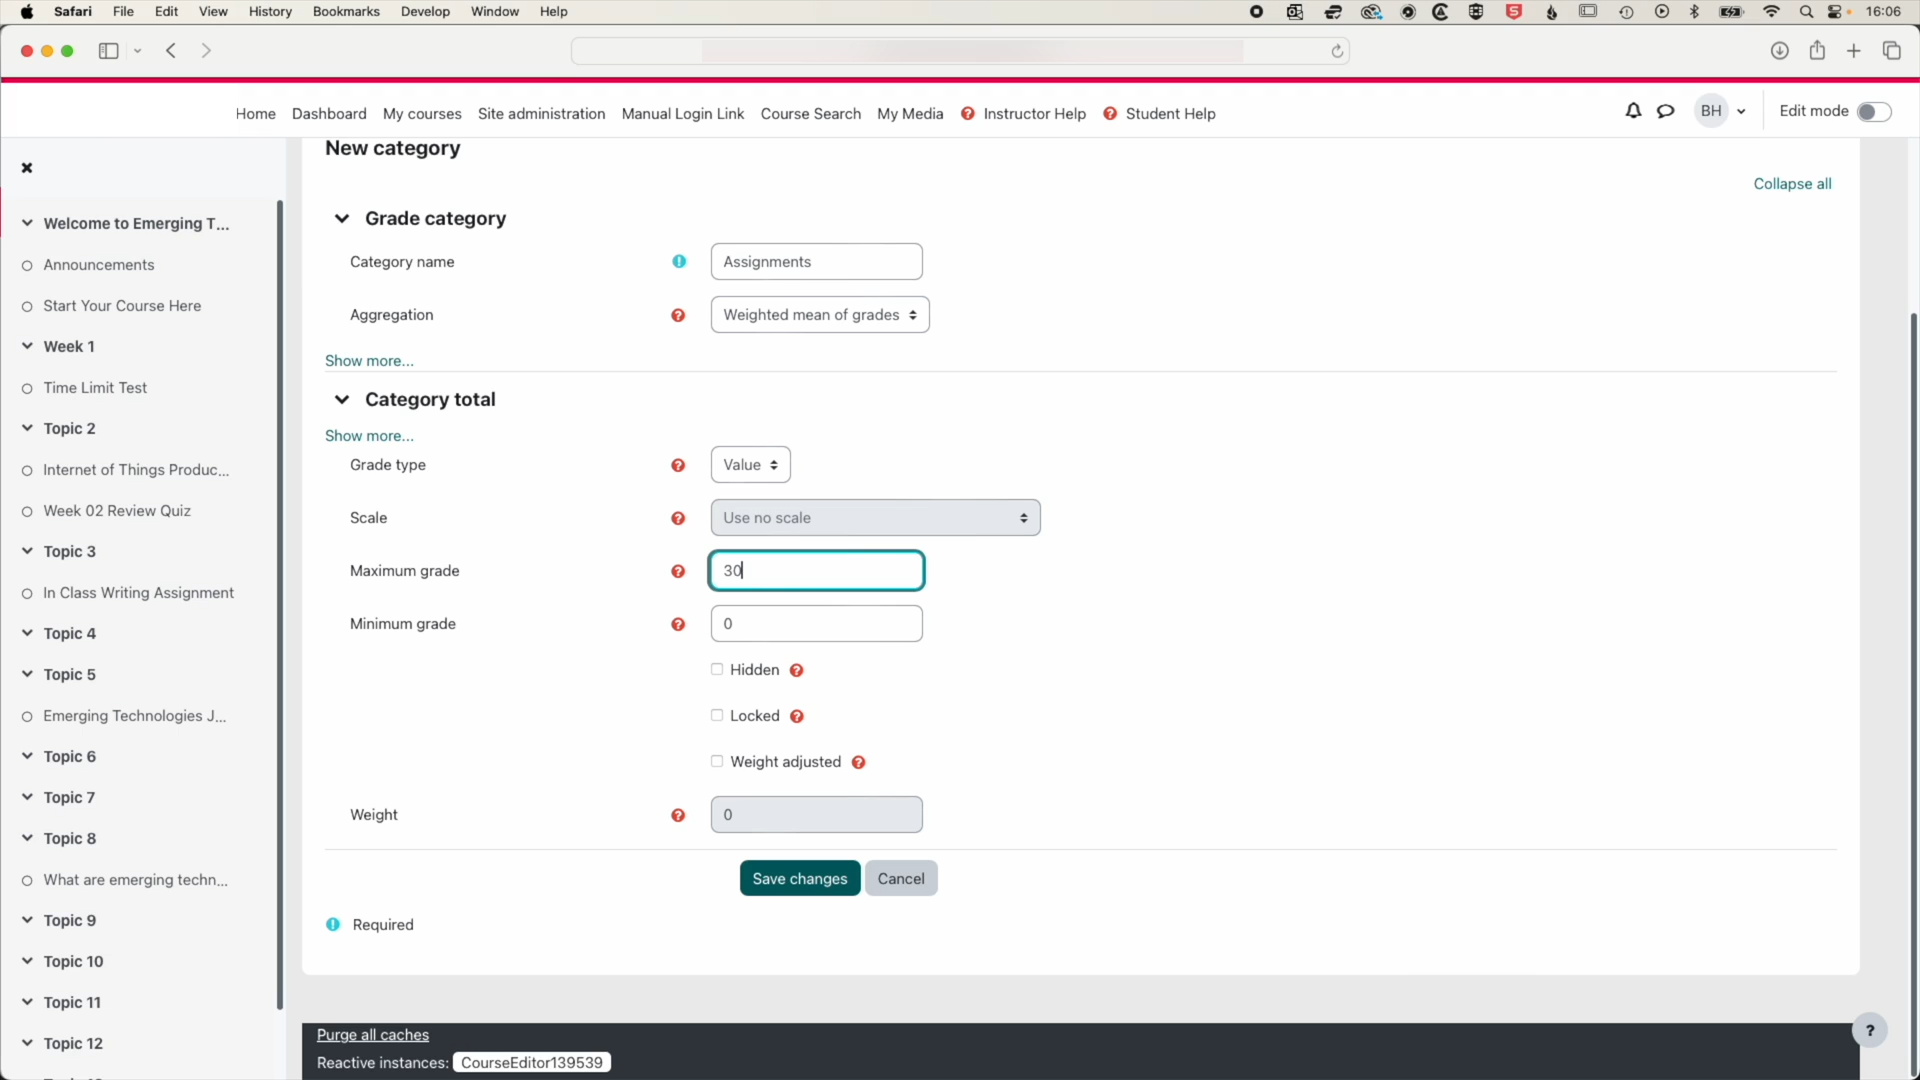 Safari File Edit View History Bookmarks Develop Window Help 16:06
Home Dashboard My courses Site administration Manual Login Link Course Search My Media Instructor Help Student Help BH Edit mode
New category
Collapse all
Welcome to Emerging T...
Announcements
Start Your Course Here
Week 1
Time Limit Test
Topic 2
Internet of Things Produc...
Week 02 Review Quiz
Topic 3
In Class Writing Assignment
Topic 4
Topic 5
Emerging Technologies J...
Topic 6
Topic 7
Topic 8
What are emerging techn...
Topic 9
Topic 10
Topic 11
Topic 12
Grade category
Category name Assignments
Aggregation Weighted mean of grades
Show more...
Category total
Show more...
Grade type Value
Scale Use no scale
Maximum grade 30
Minimum grade 0
Hidden
Locked
Weight adjusted
Weight 0
Save changes Cancel
Required
Purge all caches
Reactive instances: CourseEditor139539